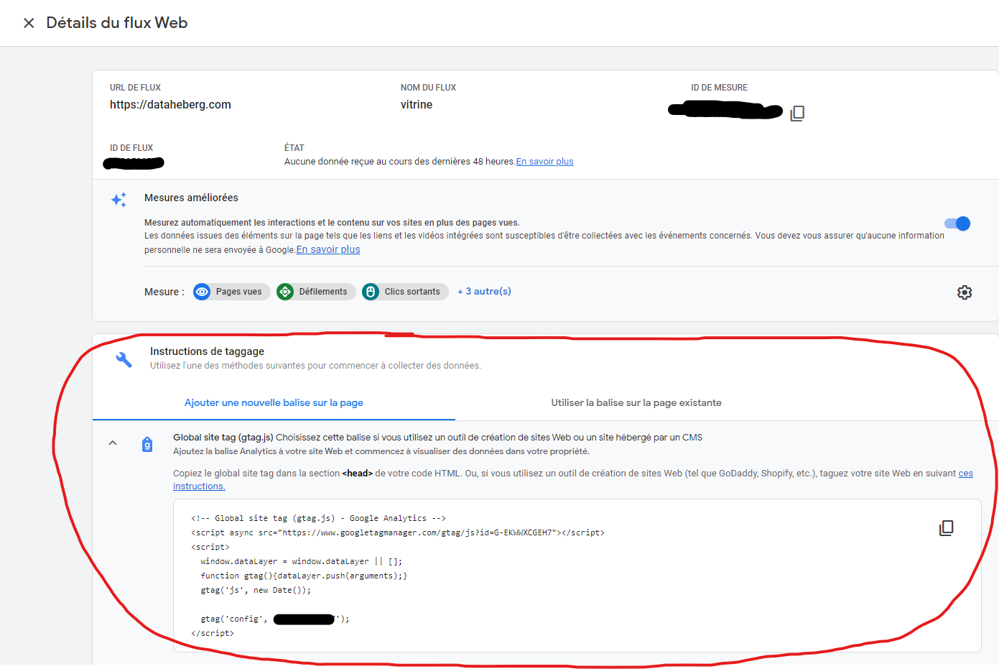 Détails du flux Web
URL DE FLUX
NOM DU FLUX
ID DE MESURE
https://dataheberg.com
vitrine
ID DE FLUX
ÉTAT
Aucune donnée reçue au cours des dernières 48 heures.En savoir plus
Mesures améliorées
Mesurez automatiquement les interactions et le contenu sur vos sites en plus des pages vues.
Les données issues des éléments sur la page tels que les liens et les vidéos intégrées sont susceptibles d'être collectées avec les événements concernés. Vous devez vous assurer qu'aucune information
personnelle ne sera envoyée à Google.En savoir plus
Mesure :
Pages vues
Défilements
Clics sortants
+ 3 autre(s)
Instructions de taggage
Utilisez l'une des méthodes suivantes pour commencer à collecter des données.
Ajouter une nouvelle balise sur la page
Utiliser la balise sur la page existante
g
Global site tag (gtag.js) Choisissez cette balise si vous utilisez un outil de création de sites Web ou un site hébergé par un CMS
Ajoutez la balise Analytics à votre site Web et commencez à visualiser des données dans votre propriété.
Copiez le global site tag dans la section <head> de votre code HTML. Ou, si vous utilisez un outil de création de sites Web (tel que GoDaddy, Shopify, etc.), taguez votre site Web en suivant ces
instructions.
<!-- Global site tag (gtag.js) - Google Analytics -->
<script async src="https://www.googletagmanager.com/gtag/js?id=G-EKWWXCGEH7"></script>
<script>
window.dataLayer = window.dataLayer || [];
function gtag(){dataLayer.push(arguments);}
gtag('js', new Date());
gtag('config', ');
</script>